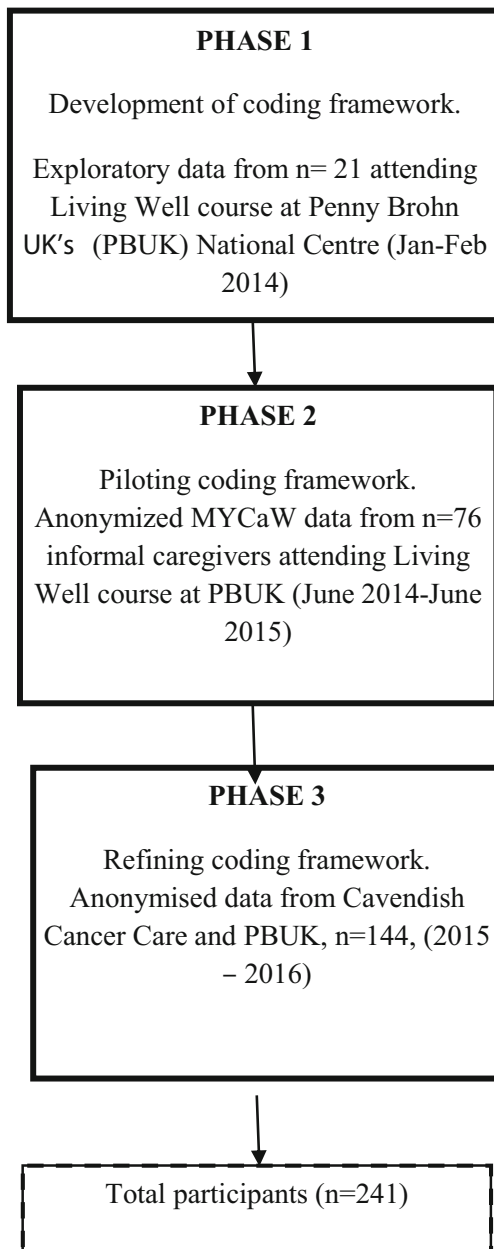 PHASE 1
Development of coding framework.
Exploratory data from n= 21 attending
Living Well course at Penny Brohn
UK's (PBUK) National Centre (Jan-Feb
2014)
PHASE 2
Piloting coding framework.
Anonymized MYCaW data from n=76
informal caregivers attending Living
Well course at PBUK (June 2014-June
2015)
PHASE 3
Refining coding framework.
Anonymised data from Cavendish
Cancer Care and PBUK, n=144, (2015
– 2016)
Total participants (n=241)